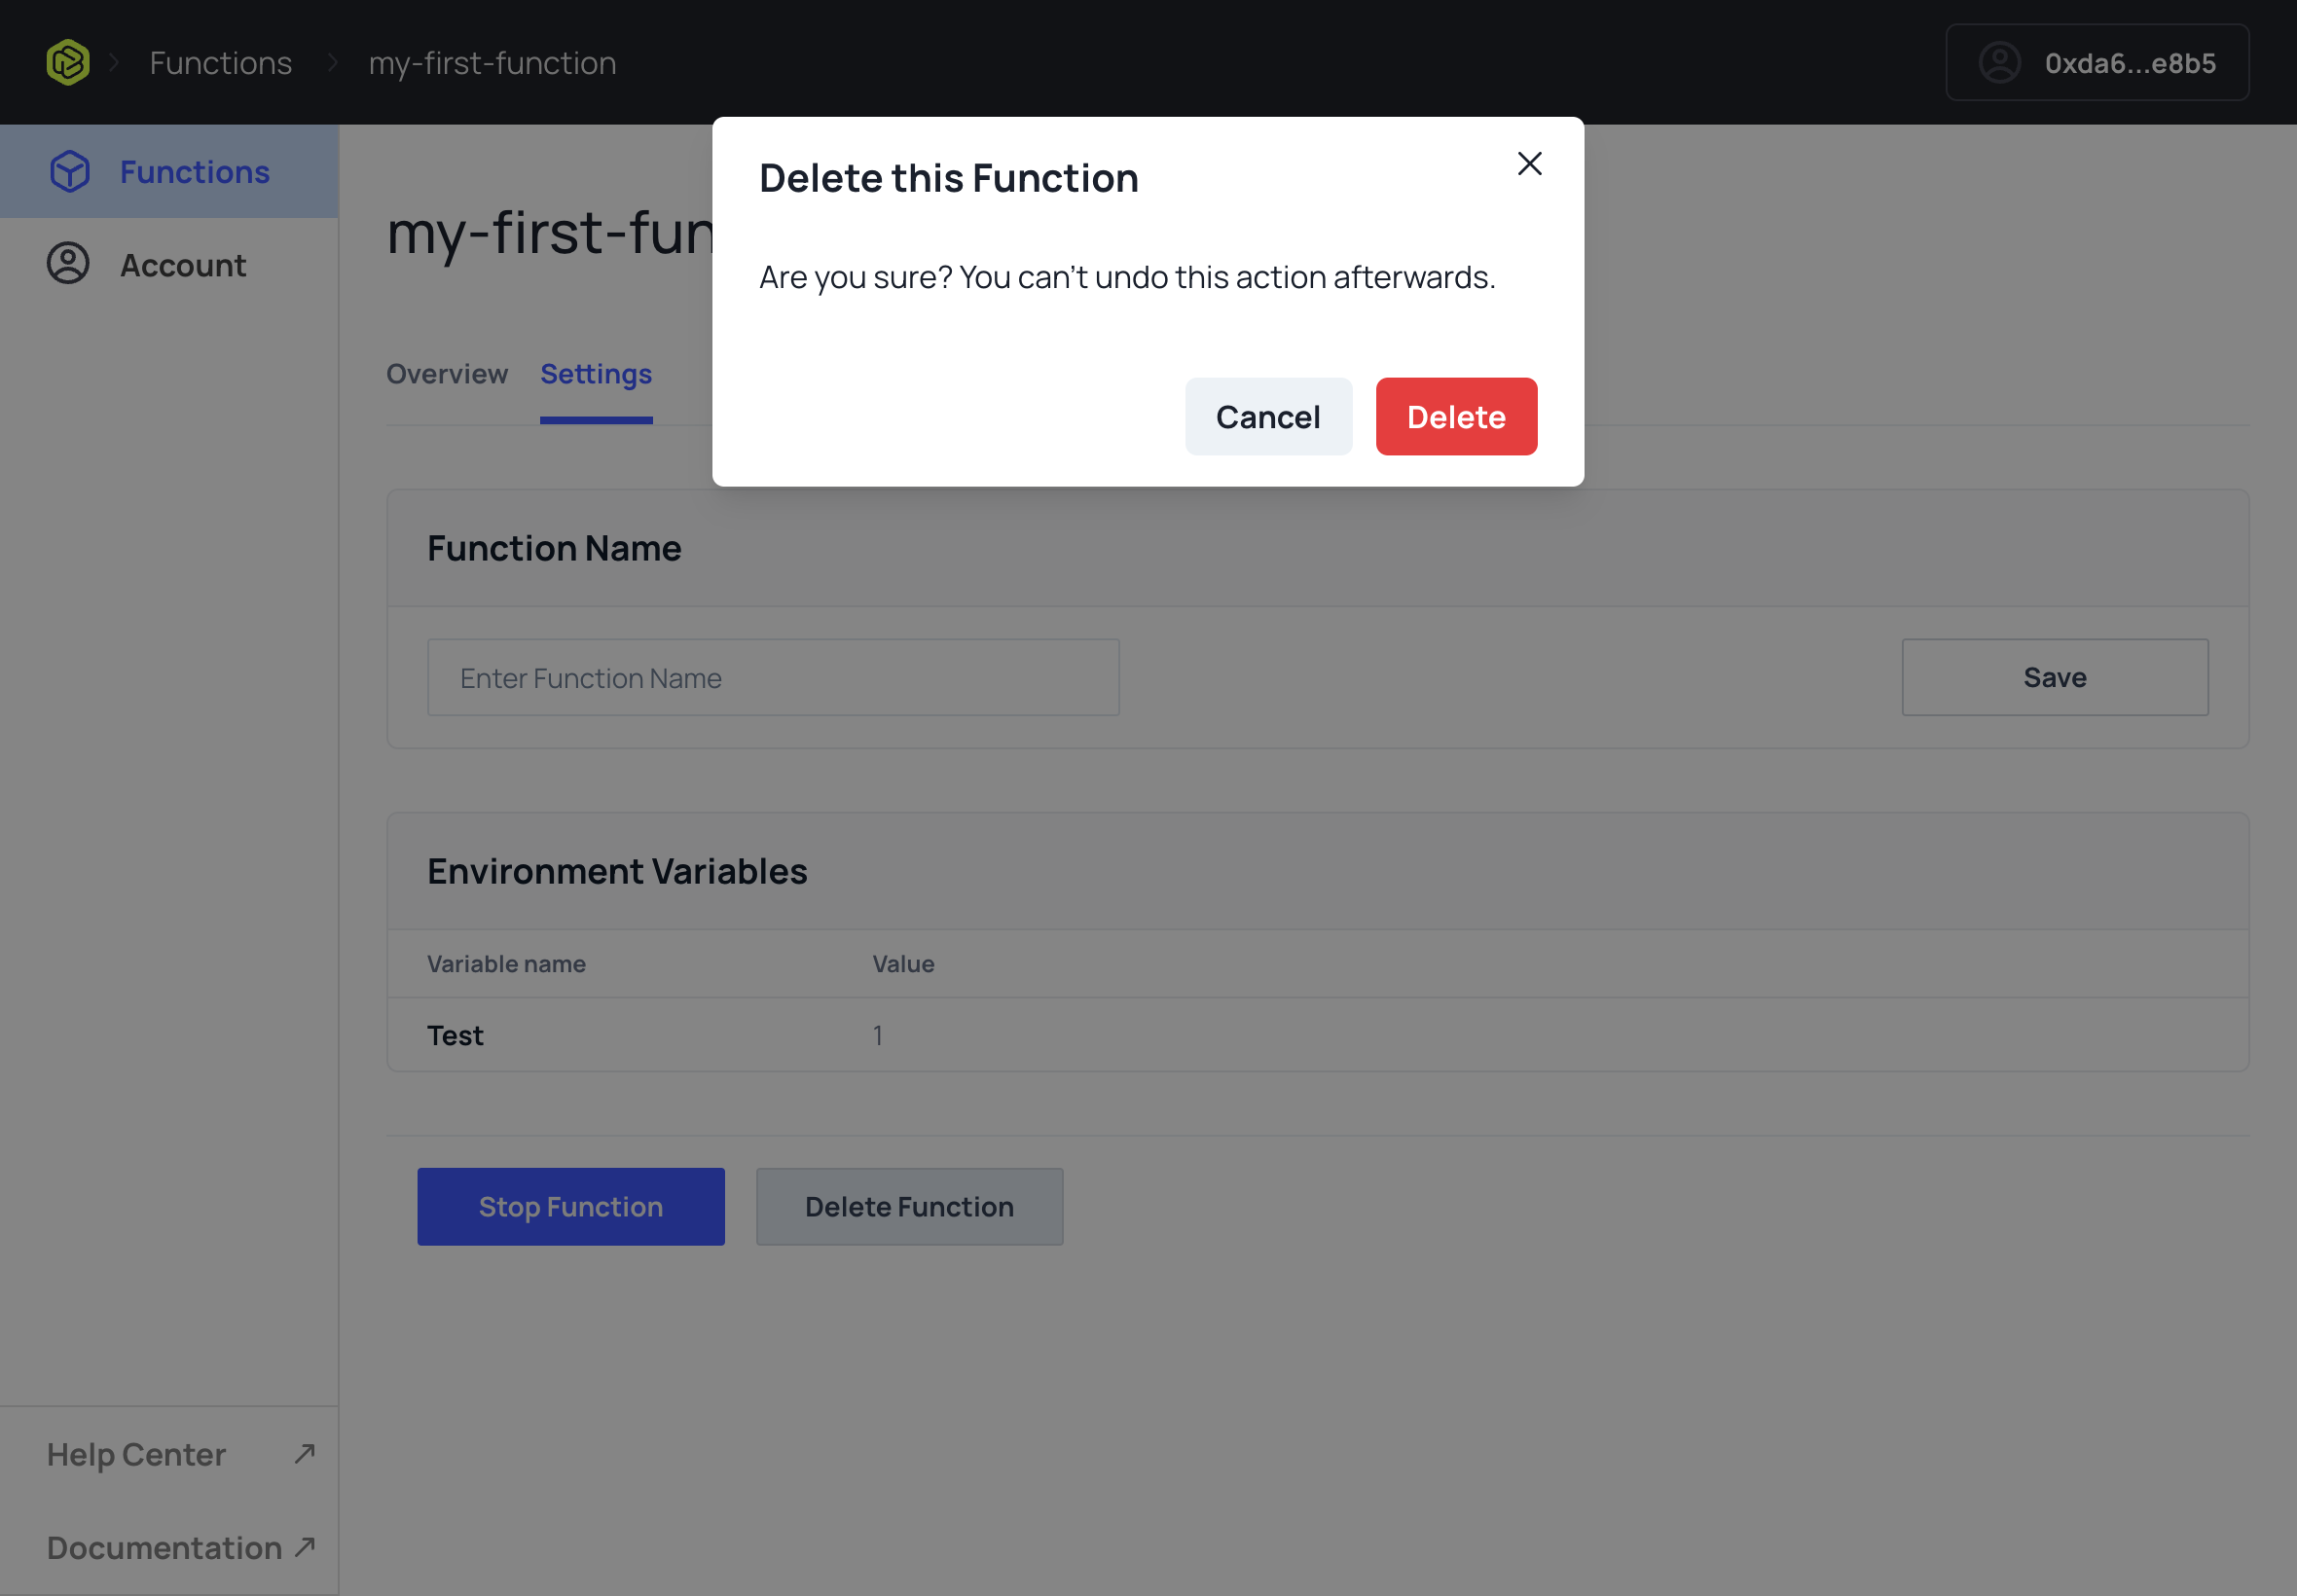 Functions
my-first-function
0xda6...e8b5
Functions
Account
my-first-fun
Overview
Settings
Delete this Function
Are you sure? You can't undo this action afterwards.
Cancel
Delete
Function Name
Enter Function Name
Save
Environment Variables
Variable name
Value
Test
1
Stop Function
Delete Function
Help Center
Documentation